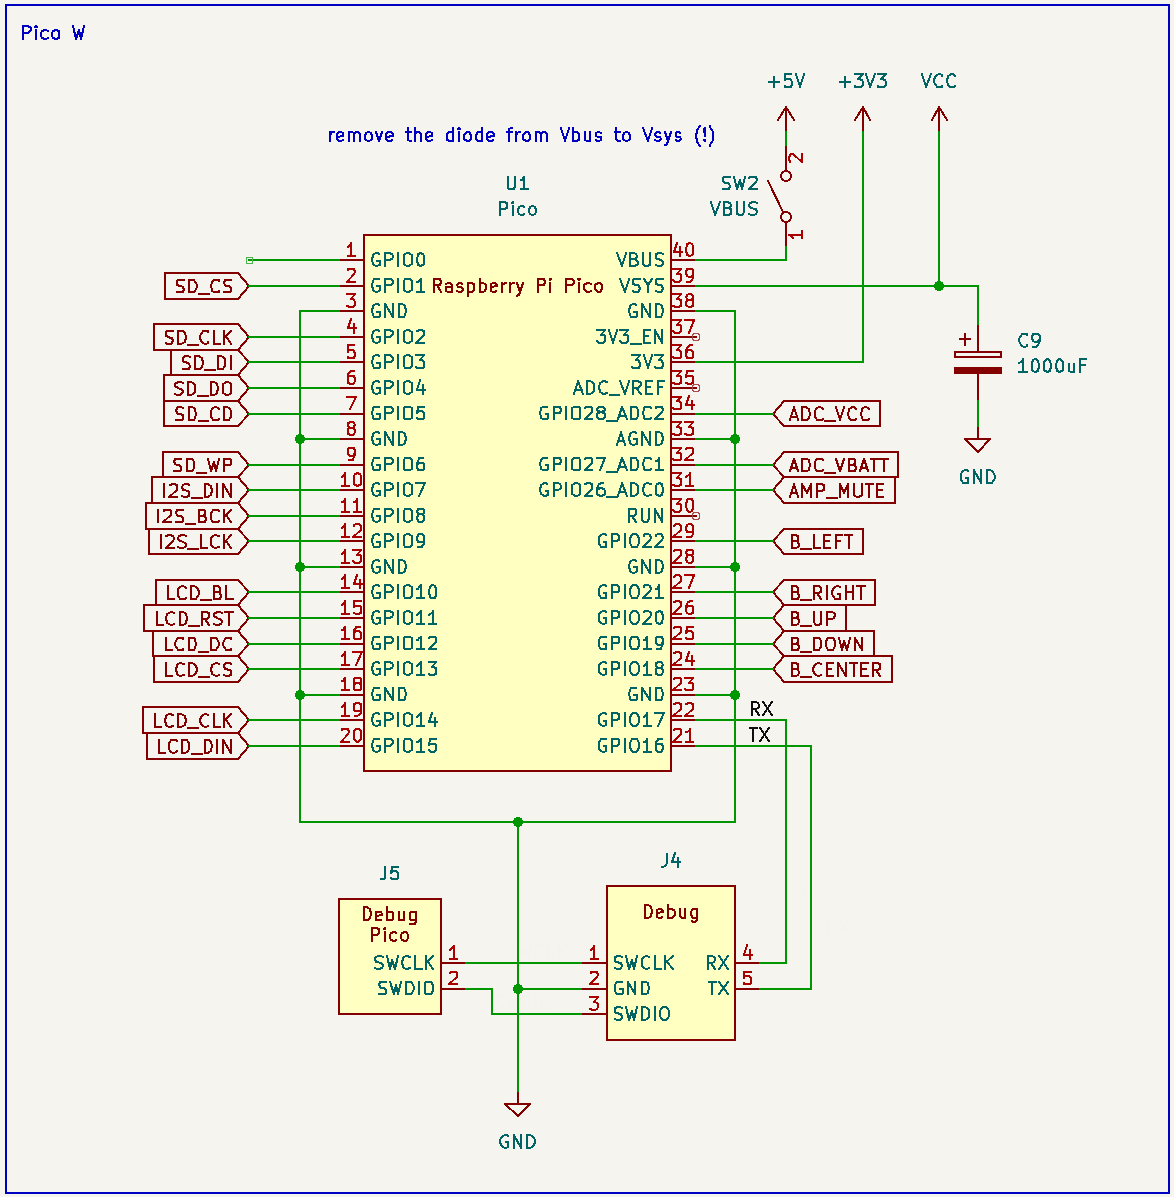 Pico W
+5V +3V3 VCC
remove the diode from Vbus to Vsys (!)
2
U1
Pico
SW2
VBUS
1
Raspberry Pi Pico
1 GPIO0
SD_CS 2 GPIO1
3 GND
SD_CLK 4 GPIO2
SD_DI 5 GPIO3
SD_DO 6 GPIO4
SD_CD 7 GPIO5
8 GND
SD_WP 9 GPIO6
I2S_DIN 10 GPIO7
I2S_BCK 11 GPIO8
I2S_LCK 12 GPIO9
13 GND
LCD_BL 14 GPIO10
LCD_RST 15 GPIO11
LCD_DC 16 GPIO12
LCD_CS 17 GPIO13
18 GND
LCD_CLK 19 GPIO14
LCD_DIN 20 GPIO15
VBUS 40
VSYS 39
GND 38
3V3_EN 37
3V3 36
ADC_VREF 35
GPIO28_ADC2 34 ADC_VCC
AGND 33
GPIO27_ADC1 32 ADC_VBATT
GPIO26_ADC0 31 AMP_MUTE
RUN 30
GPIO22 29 B_LEFT
GND 28
GPIO21 27 B_RIGHT
GPIO20 26 B_UP
GPIO19 25 B_DOWN
GPIO18 24 B_CENTER
GND 23
GPIO17 22 RX
GPIO16 21 TX
+
C9
1000uF
GND
J5
Debug
Pico
SWCLK 1
SWDIO 2
J4
Debug
1 SWCLK RX 4
2 GND TX 5
3 SWDIO
GND